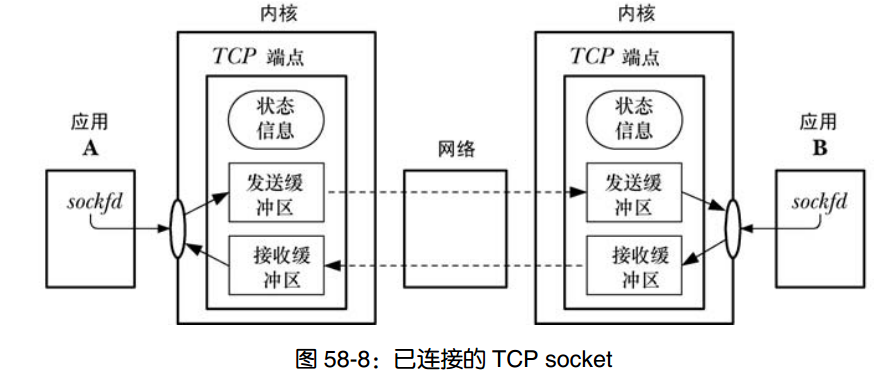 内核
内核
TCP 端点
TCP 端点
状态
信息
状态
信息
应用
A
网络
应用
B
sockfd
发送缓
冲区
发送缓
冲区
sockfd
接收缓
冲区
接收缓
冲区
图 58-8：已连接的 TCP socket